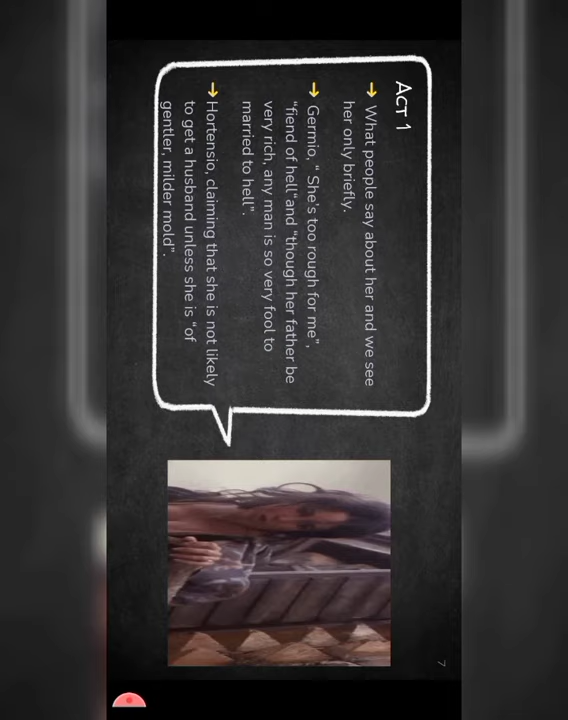 Act 1
➔ What people say about her and we see
her only briefly.
➔ Germio, “ She's too rough for me”,
“fiend of hell“and “though her father be
very rich, any man is so very fool to
married to hell”.
➔ Hortensio, claiming that she is not likely
to get a husband unless she is “of
gentler, milder mold”.
7